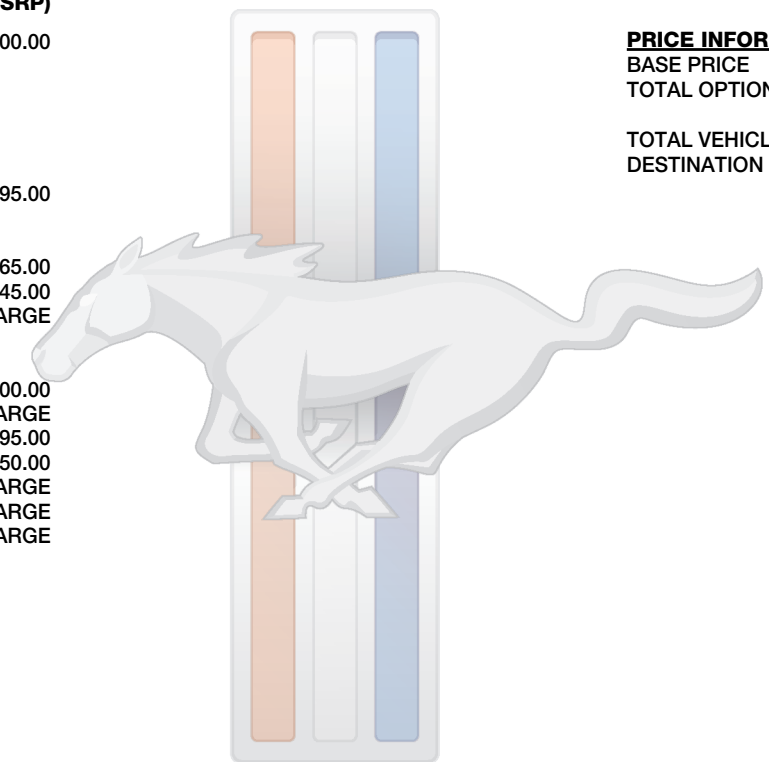 SRP)
00.00
95.00
65.00
45.00
ARGE
00.00
ARGE
95.00
50.00
ARGE
ARGE
ARGE
PRICE INFOR
BASE PRICE
TOTAL OPTION
TOTAL VEHICL
DESTINATION